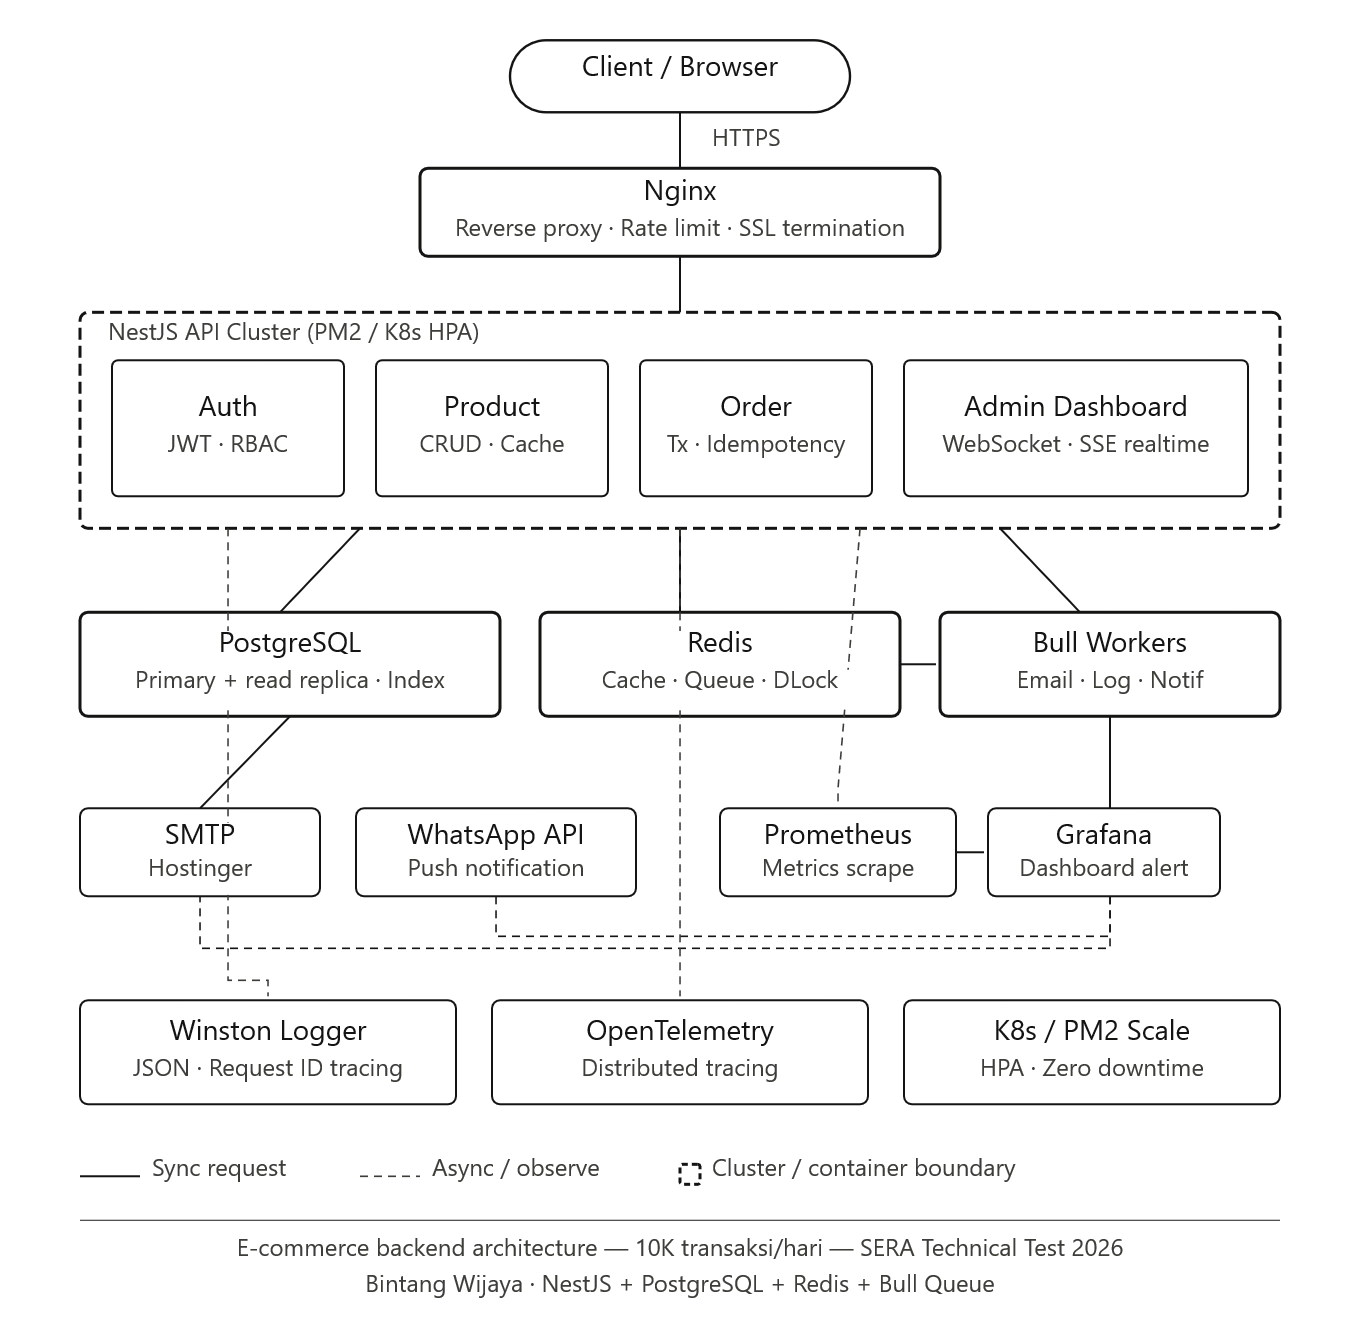 Client / Browser
HTTPS
Nginx
Reverse proxy · Rate limit · SSL termination
NestJS API Cluster (PM2 / K8s HPA)
Auth
JWT · RBAC
Product
CRUD · Cache
Order
Tx · Idempotency
Admin Dashboard
WebSocket · SSE realtime
PostgreSQL
Primary + read replica · Index
Redis
Cache · Queue · DLock
Bull Workers
Email · Log · Notif
SMTP
Hostinger
WhatsApp API
Push notification
Prometheus
Metrics scrape
Grafana
Dashboard alert
Winston Logger
JSON · Request ID tracing
OpenTelemetry
Distributed tracing
K8s / PM2 Scale
HPA · Zero downtime
Sync request
Async / observe
Cluster / container boundary
E-commerce backend architecture — 10K transaksi/hari — SERA Technical Test 2026
Bintang Wijaya · NestJS + PostgreSQL + Redis + Bull Queue